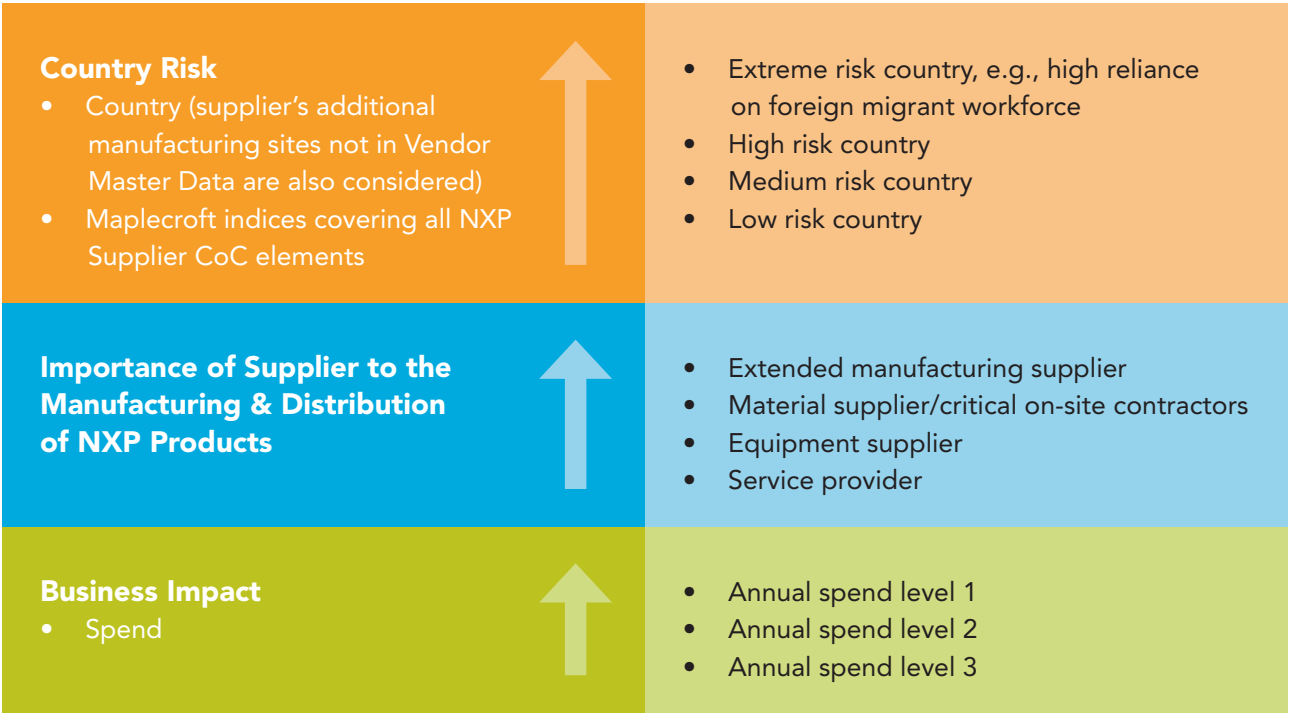 Country Risk
• Country (supplier's additional
manufacturing sites not in Vendor
Master Data are also considered)
• Maplecroft indices covering all NXP
Supplier CoC elements
• Extreme risk country, e.g., high reliance
on foreign migrant workforce
• High risk country
• Medium risk country
• Low risk country
Importance of Supplier to the
Manufacturing & Distribution
of NXP Products
• Extended manufacturing supplier
• Material supplier/critical on-site contractors
• Equipment supplier
• Service provider
Business Impact
• Spend
• Annual spend level 1
• Annual spend level 2
• Annual spend level 3